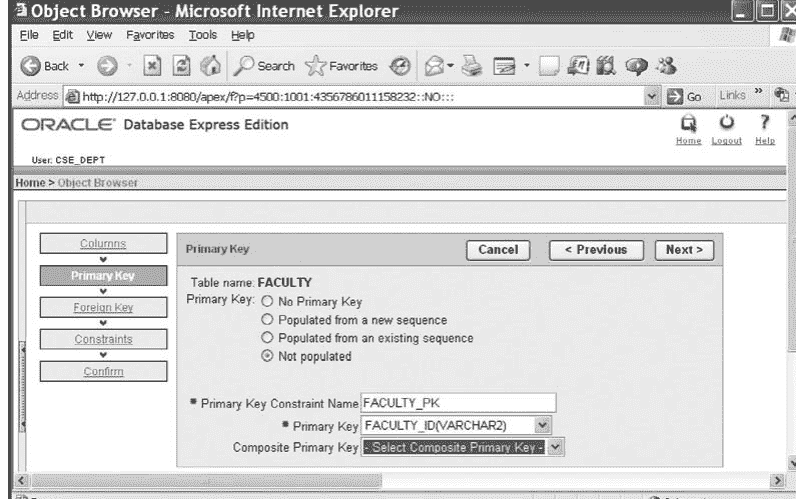 Object Browser - Microsoft Internet Explorer
File Edit View Favorites Tools Help
Back Search Favorites
Address http://127.0.0.1:8080/apex/f?p=4500:1001:4356786011158232::NO::: Go Links »
ORACLE Database Express Edition
Home Logout Help
User: CSE_DEPT
Home > Object Browser
Columns
Primary Key
Foreign Key
Constraints
Confirm
Primary Key Cancel < Previous Next >
Table name: FACULTY
Primary Key: No Primary Key
Populated from a new sequence
Populated from an existing sequence
Not populated
* Primary Key Constraint Name FACULTY_PK
* Primary Key FACULTY_ID(VARCHAR2)
Composite Primary Key - Select Composite Primary Key -